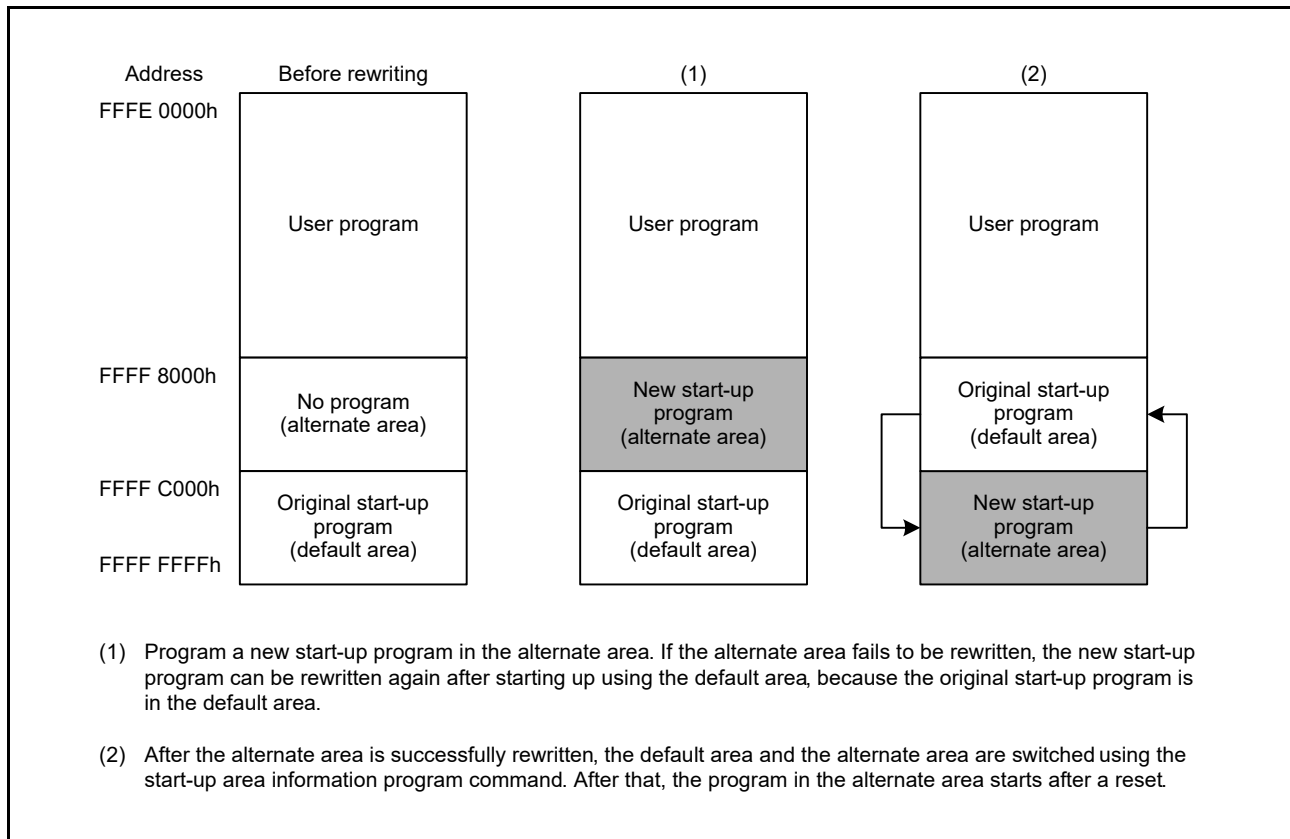 Address Before rewriting (1) (2)
FFFE 0000h
User program User program User program
FFFF 8000h
No program
(alternate area)
New start-up
program
(alternate area)
Original start-up
program
(default area)
FFFF C000h
Original start-up
program
(default area)
Original start-up
program
(default area)
New start-up
program
(alternate area)
FFFF FFFFh
(1) Program a new start-up program in the alternate area. If the alternate area fails to be rewritten, the new start-up
program can be rewritten again after starting up using the default area, because the original start-up program is
in the default area.
(2) After the alternate area is successfully rewritten, the default area and the alternate area are switched using the
start-up area information program command. After that, the program in the alternate area starts after a reset.